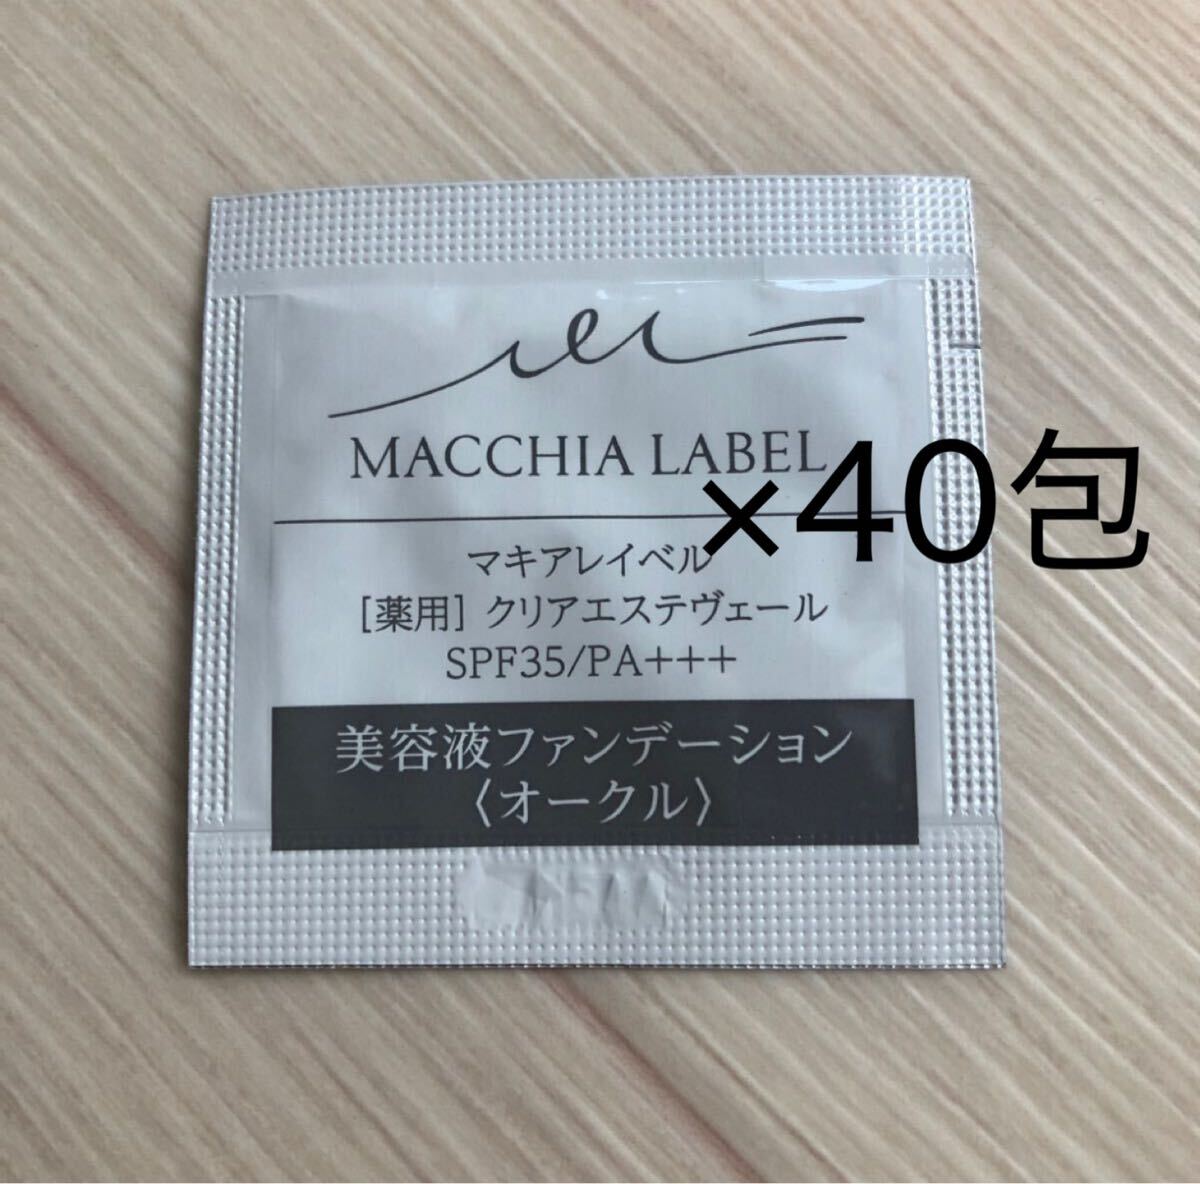 MACCHIA LABEL
×40包
マキアレイベル
[薬用] クリアエステヴェール
SPF35/PA+++
美容液ファンデーション
〈オークル〉